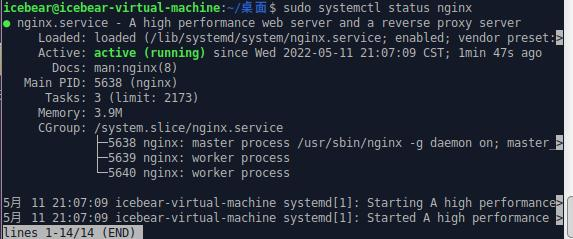 icebear@icebear-virtual-machine:~/桌面$ sudo systemctl status nginx
● nginx.service - A high performance web server and a reverse proxy server
Loaded: loaded (/lib/systemd/system/nginx.service; enabled; vendor preset:>
Active: active (running) since Wed 2022-05-11 21:07:09 CST; 1min 47s ago
Docs: man:nginx(8)
Main PID: 5638 (nginx)
Tasks: 3 (limit: 2173)
Memory: 3.9M
CGroup: /system.slice/nginx.service
├─5638 nginx: master process /usr/sbin/nginx -g daemon on; master_>
├─5639 nginx: worker process
└─5640 nginx: worker process
5月 11 21:07:09 icebear-virtual-machine systemd[1]: Starting A high performance>
5月 11 21:07:09 icebear-virtual-machine systemd[1]: Started A high performance >
lines 1-14/14 (END)